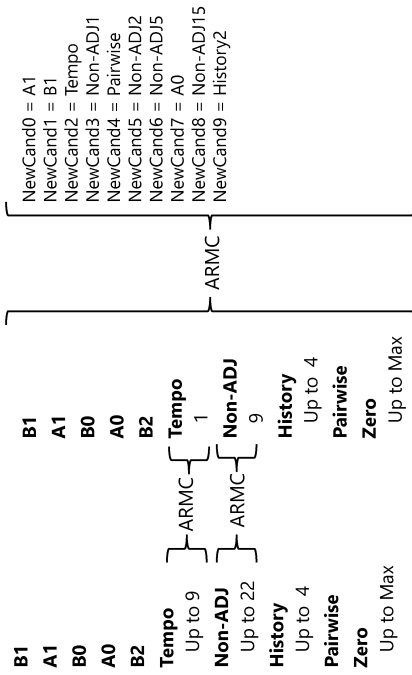 B1
A1
B0
A0
B2
Tempo
Up to 9
Non-ADJ
Up to 22
History
Up to 4
Pairwise
Zero
Up to Max
ARMC
ARMC
B1
A1
B0
A0
B2
Tempo
1
Non-ADJ
9
History
Up to 4
Pairwise
Zero
Up to Max
ARMC
NewCand0 = A1
NewCand1 = B1
NewCand2 = Tempo
NewCand3 = Non-ADJ1
NewCand4 = Pairwise
NewCand5 = Non-ADJ2
NewCand6 = Non-ADJ5
NewCand7 = A0
NewCand8 = Non-ADJ15
NewCand9 = History2